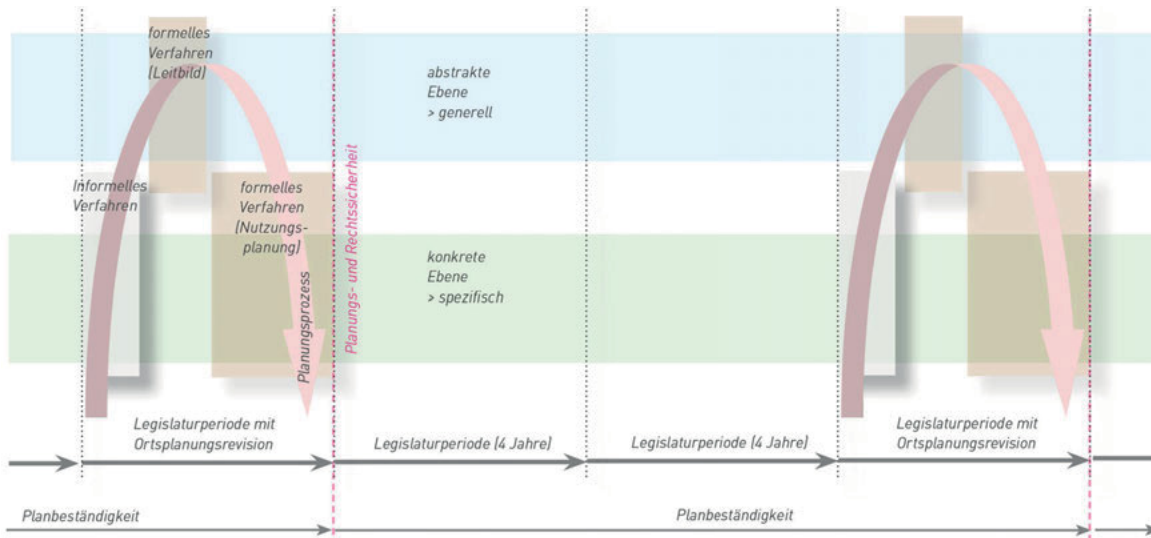 formelles
Verfahren
(Leitbild)
abstrakte
Ebene
> generell
Informelles
Verfahren
formelles
Verfahren
(Nutzungs-
planung)
Planungsprozess
Planungs- und Rechtssicherheit
konkrete
Ebene
> spezifisch
Legislaturperiode mit
Ortsplanungsrevision
Legislaturperiode (4 Jahre)
Legislaturperiode (4 Jahre)
Legislaturperiode mit
Ortsplanungsrevision
Planbeständigkeit
Planbeständigkeit